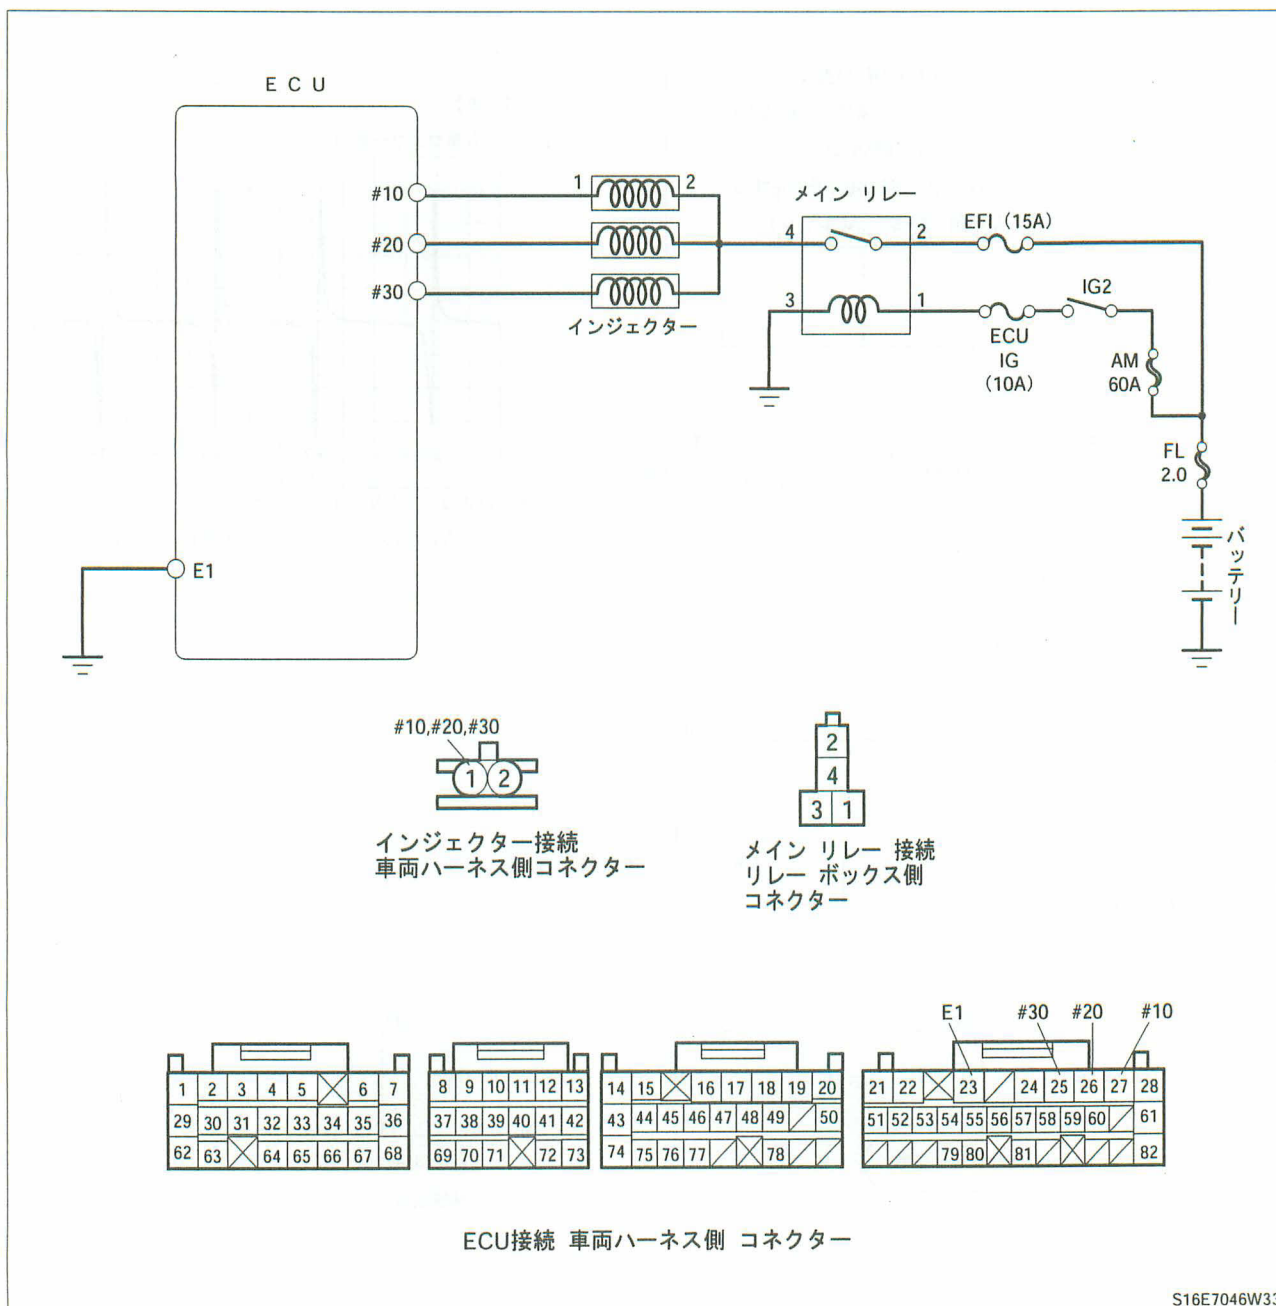 E C U
#10
1
2
メイン リレー
EFI (15A)
#20
4
2
IG2
#30
3
1
インジェクター
ECU
IG
(10A)
AM
60A
FL
2.0
バッテリー
E1
#10,#20,#30
1 2
2
4
3 1
インジェクター接続
車両ハーネス側コネクター
メイン リレー 接続
リレー ボックス側
コネクター
E1 #30 #20 #10
1 2 3 4 5 6 7 8 9 10 11 12 13 14 15 16 17 18 19 20 21 22 23 24 25 26 27 28
29 30 31 32 33 34 35 36 37 38 39 40 41 42 43 44 45 46 47 48 49 50 51 52 53 54 55 56 57 58 59 60 61
62 63 64 65 66 67 68 69 70 71 72 73 74 75 76 77 78 79 80 81 82
ECU接続 車両ハーネス側 コネクター
S16E7046W33